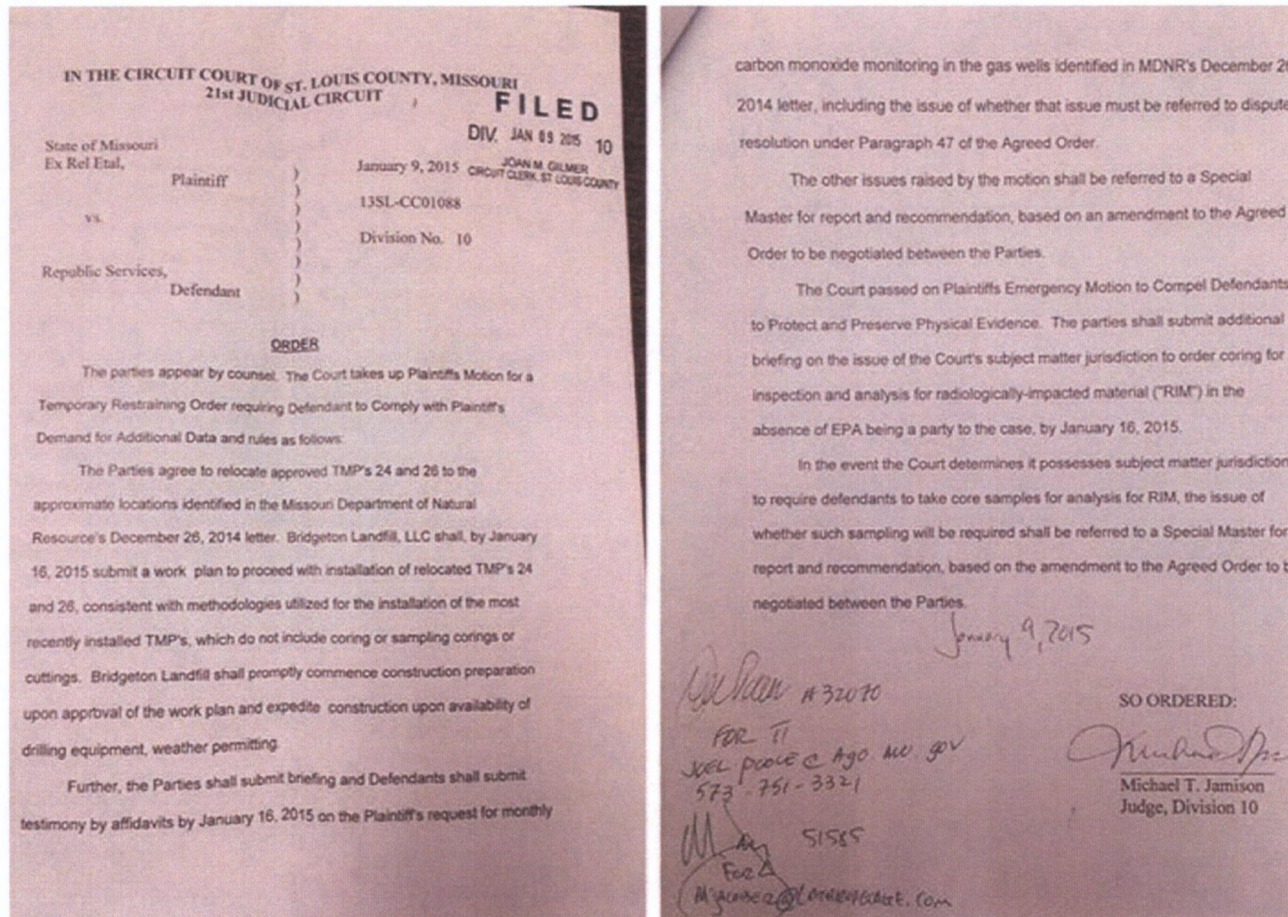 IN THE CIRCUIT COURT OF ST. LOUIS COUNTY, MISSOURI
21st JUDICIAL CIRCUIT
FILED
DIV. JAN 09 2015 10
JOAN M. GILMER
CIRCUIT CLERK, ST. LOUIS COUNTY
State of Missouri
Ex Rel Etal,
Plaintiff
vs.
Republic Services,
Defendant
)
)
)
)
)
)
)
)
January 9, 2015
13SL-CC01088
Division No. 10
ORDER
The parties appear by counsel. The Court takes up Plaintiffs Motion for a
Temporary Restraining Order requiring Defendant to Comply with Plaintiff's
Demand for Additional Data and rules as follows:
The Parties agree to relocate approved TMP's 24 and 26 to the
approximate locations identified in the Missouri Department of Natural
Resource's December 26, 2014 letter. Bridgeton Landfill, LLC shall, by January
16, 2015 submit a work plan to proceed with installation of relocated TMP's 24
and 26, consistent with methodologies utilized for the installation of the most
recently installed TMP's, which do not include coring or sampling corings or
cuttings. Bridgeton Landfill shall promptly commence construction preparation
upon approval of the work plan and expedite construction upon availability of
drilling equipment, weather permitting.
Further, the Parties shall submit briefing and Defendants shall submit
testimony by affidavits by January 16, 2015 on the Plaintiff's request for monthly
carbon monoxide monitoring in the gas wells identified in MDNR's December 2
2014 letter, including the issue of whether that issue must be referred to dispute
resolution under Paragraph 47 of the Agreed Order.
The other issues raised by the motion shall be referred to a Special
Master for report and recommendation, based on an amendment to the Agreed
Order to be negotiated between the Parties.
The Court passed on Plaintiffs Emergency Motion to Compel Defendants
to Protect and Preserve Physical Evidence. The parties shall submit additional
briefing on the issue of the Court's subject matter jurisdiction to order coring for
inspection and analysis for radiologically-impacted material ("RIM") in the
absence of EPA being a party to the case, by January 16, 2015.
In the event the Court determines it possesses subject matter jurisdiction
to require defendants to take core samples for analysis for RIM, the issue of
whether such sampling will be required shall be referred to a Special Master for
report and recommendation, based on the amendment to the Agreed Order to b
negotiated between the Parties.
January 9, 2015
#32070
FOR Π
JOEL.POOLE@AGO.MO.GOV
573-751-3321
51585
For Δ
SO ORDERED:
Michael T. Jamison
Judge, Division 10